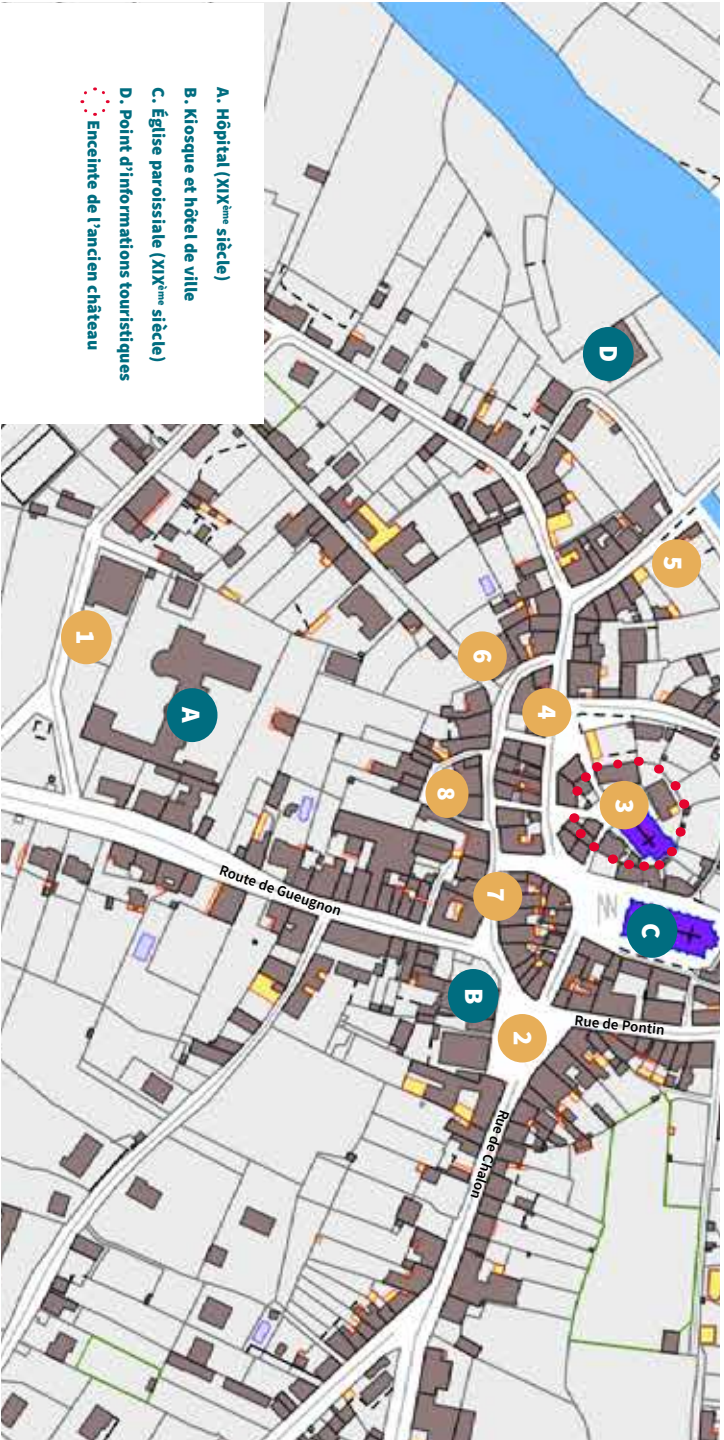 A. Hôpital (XIXème siècle)
B. Kiosque et hôtel de ville
C. Église paroissiale (XIXème siècle)
D. Point d'informations touristiques
Enceinte de l'ancien château
D
5
1
6
A
4
3
8
7
C
Route de Gueugnon
B
2
Rue de Pontin
Rue de Chalon